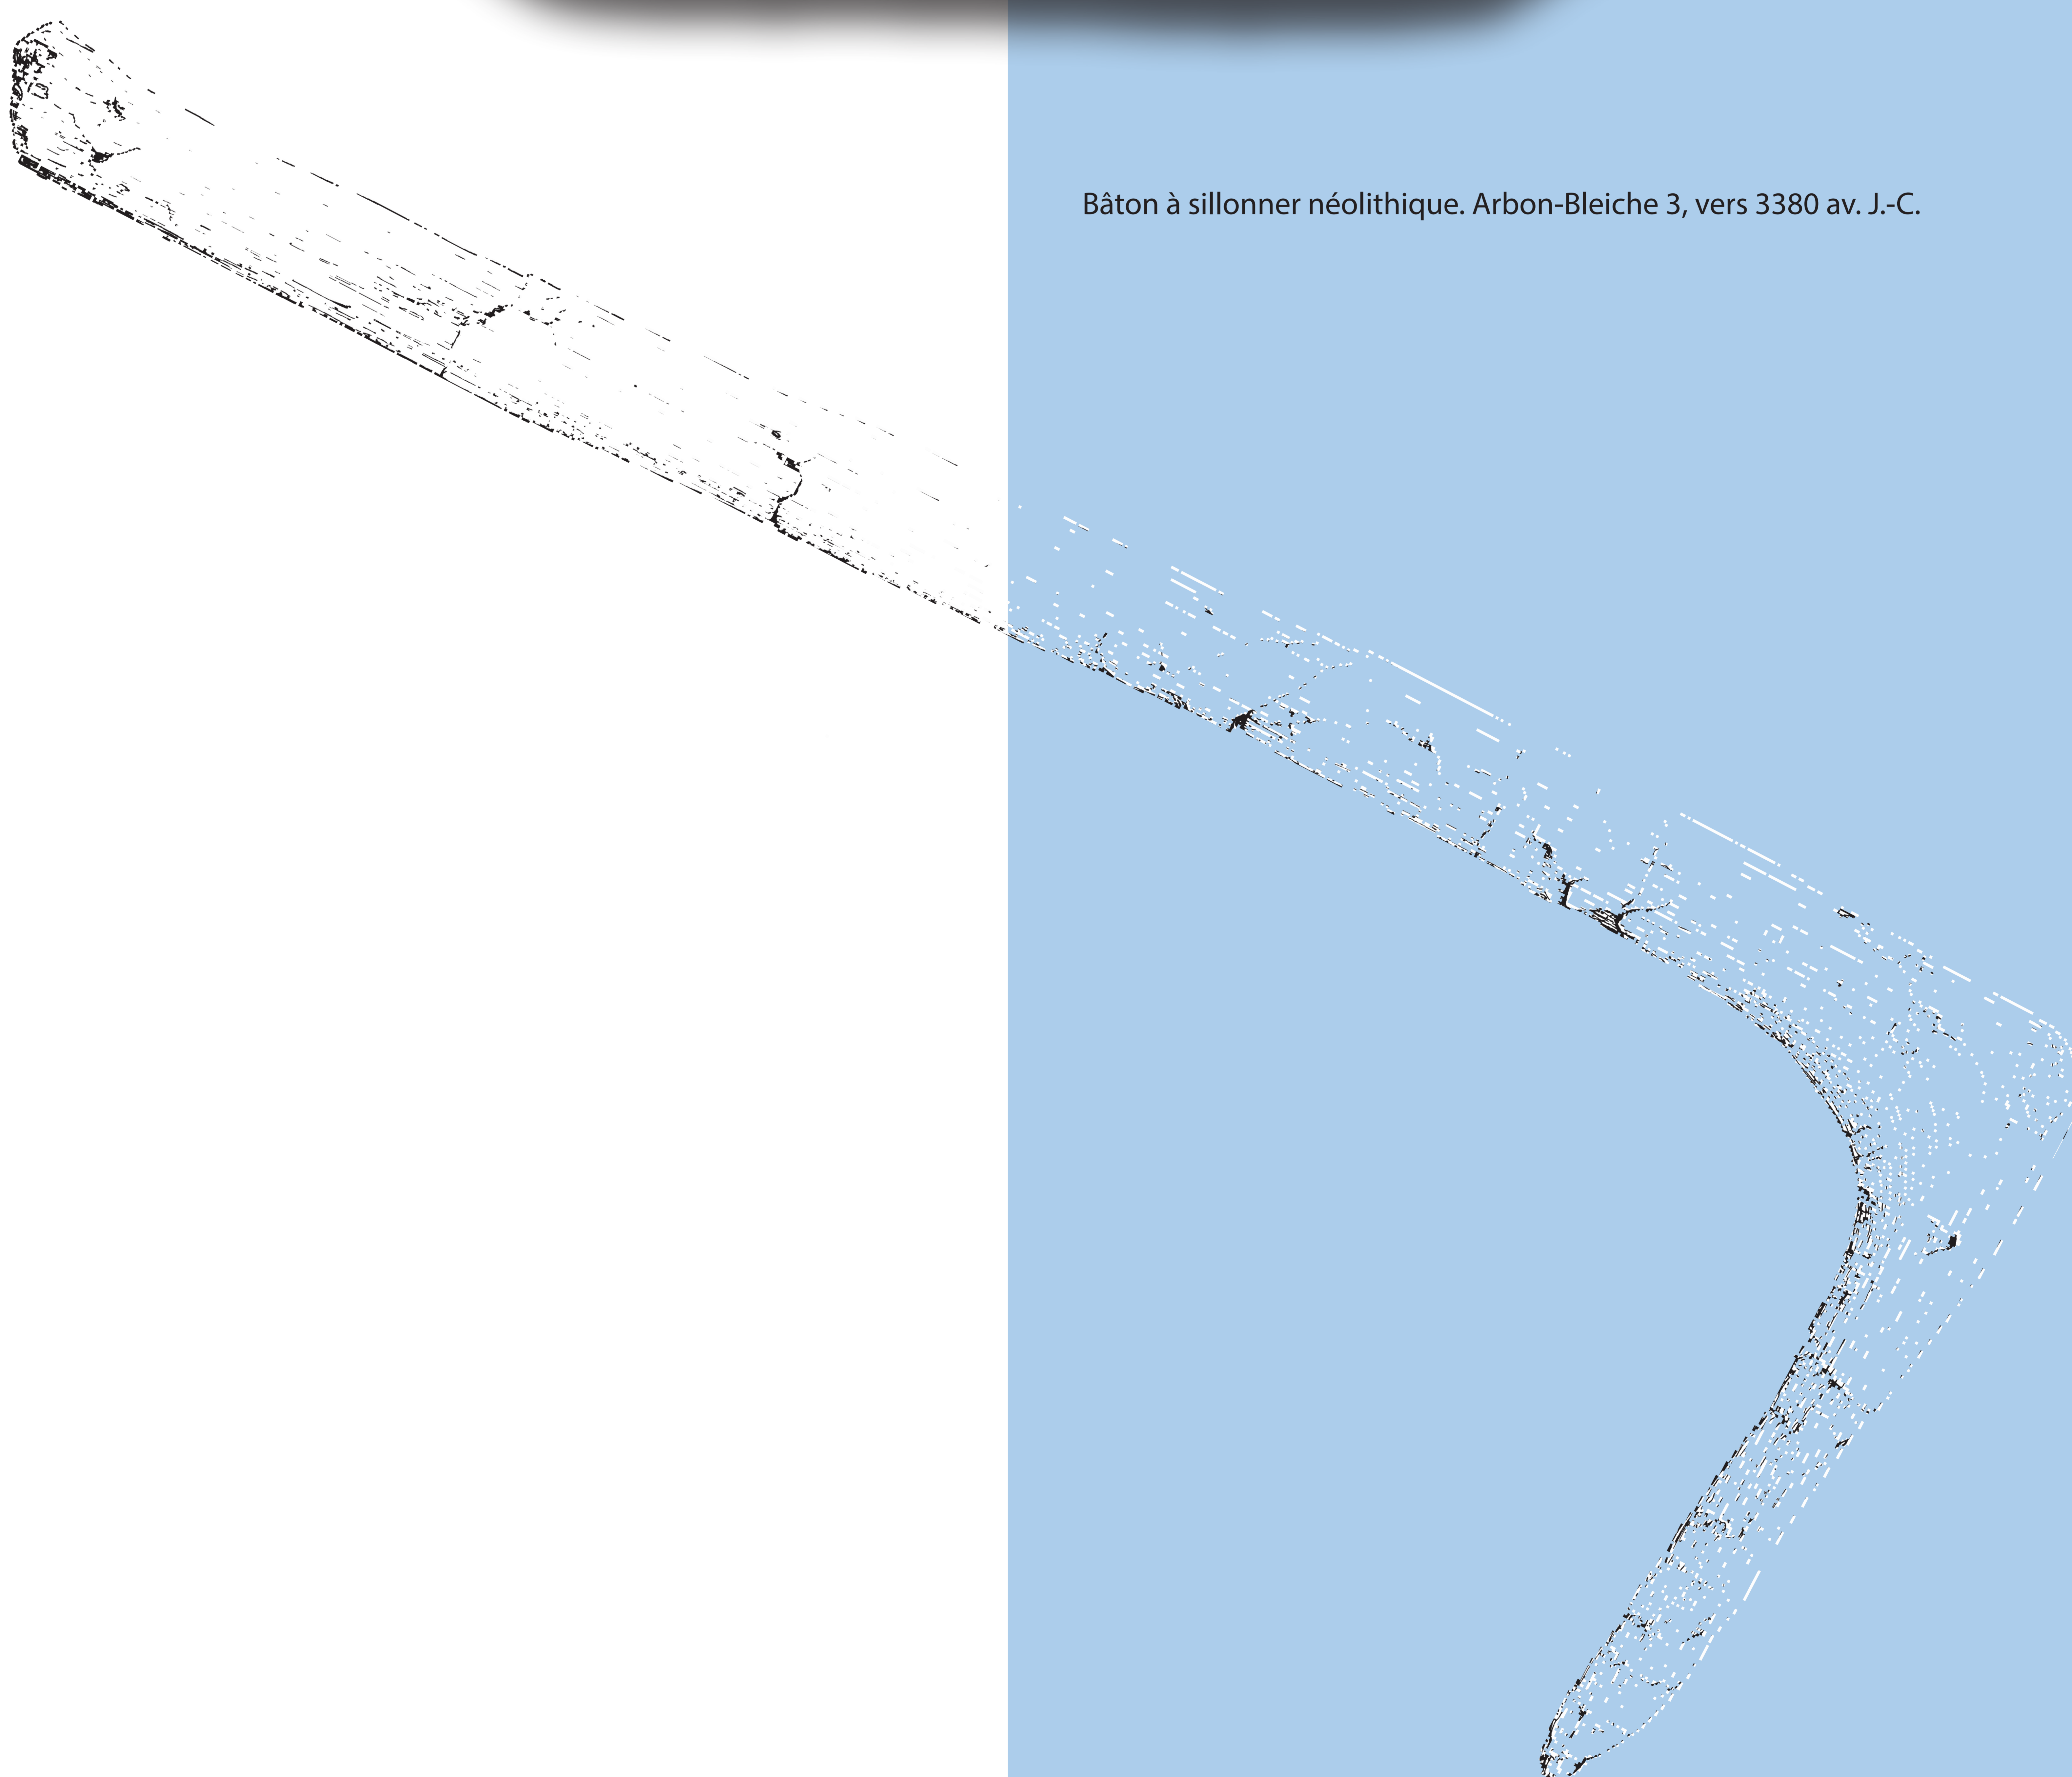 Bâton à sillonner néolithique. Arbon-Bleiche 3, vers 3380 av. J.-C.